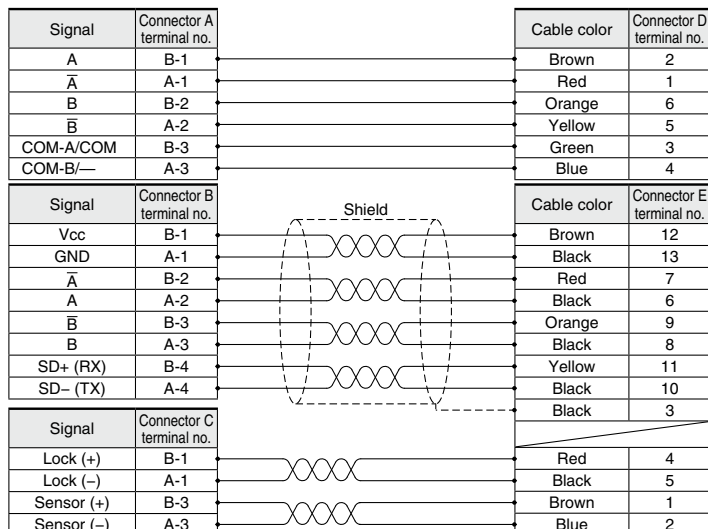 Signal Connector A terminal no. Cable color Connector D terminal no.
A B-1 Brown 2
A̅ A-1 Red 1
B B-2 Orange 6
B̅ A-2 Yellow 5
COM-A/COM B-3 Green 3
COM-B/— A-3 Blue 4
Signal Connector B terminal no. Shield Cable color Connector E terminal no.
Vcc B-1 Brown 12
GND A-1 Black 13
A̅ B-2 Red 7
A A-2 Black 6
B̅ B-3 Orange 9
B A-3 Black 8
SD+ (RX) B-4 Yellow 11
SD− (TX) A-4 Black 10
Black 3
Signal Connector C terminal no.
Lock (+) B-1 Red 4
Lock (−) A-1 Black 5
Sensor (+) B-3 Brown 1
Sensor (−) A-3 Blue 2